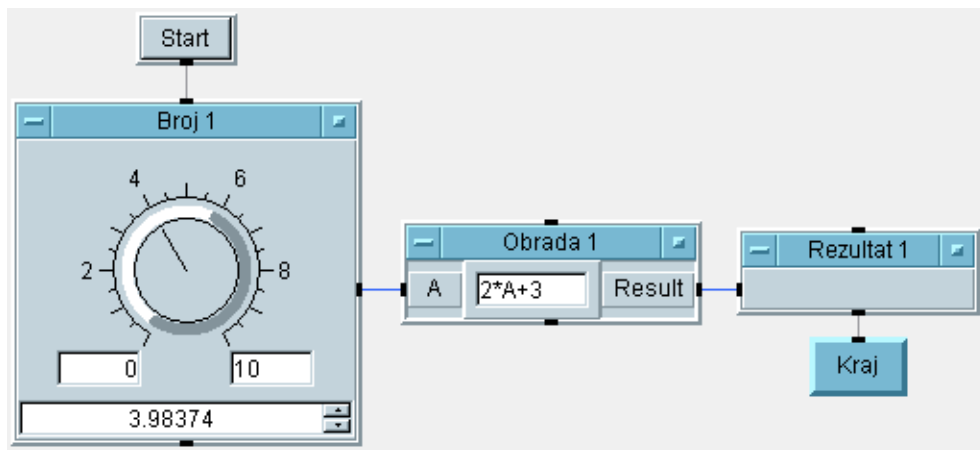 Start
Broj 1
4 6
2 8
0 10
3.98374
Obrada 1
A 2*A+3 Result
Rezultat 1
Kraj